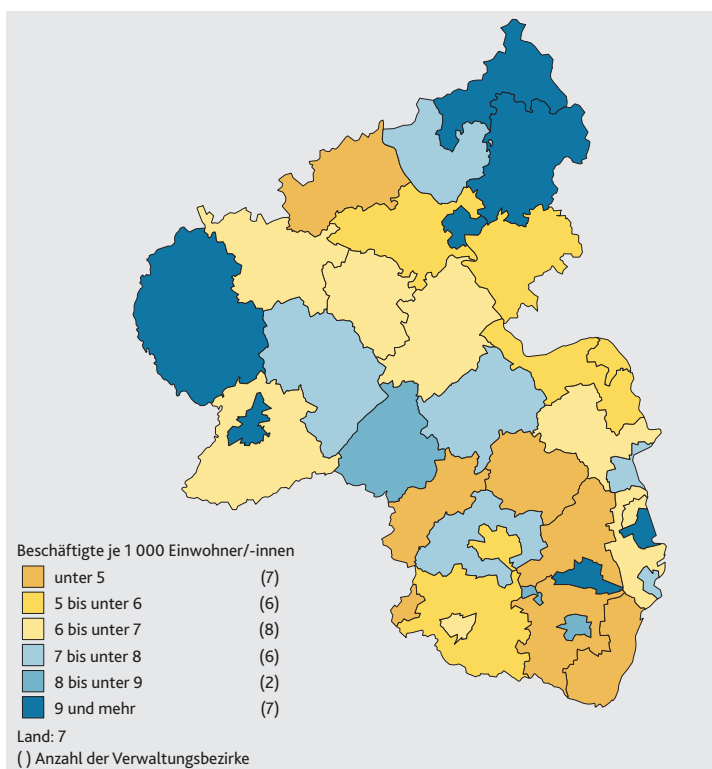 Beschäftigte je 1 000 Einwohner/-innen
unter 5 (7)
5 bis unter 6 (6)
6 bis unter 7 (8)
7 bis unter 8 (6)
8 bis unter 9 (2)
9 und mehr (7)
Land: 7
( ) Anzahl der Verwaltungsbezirke